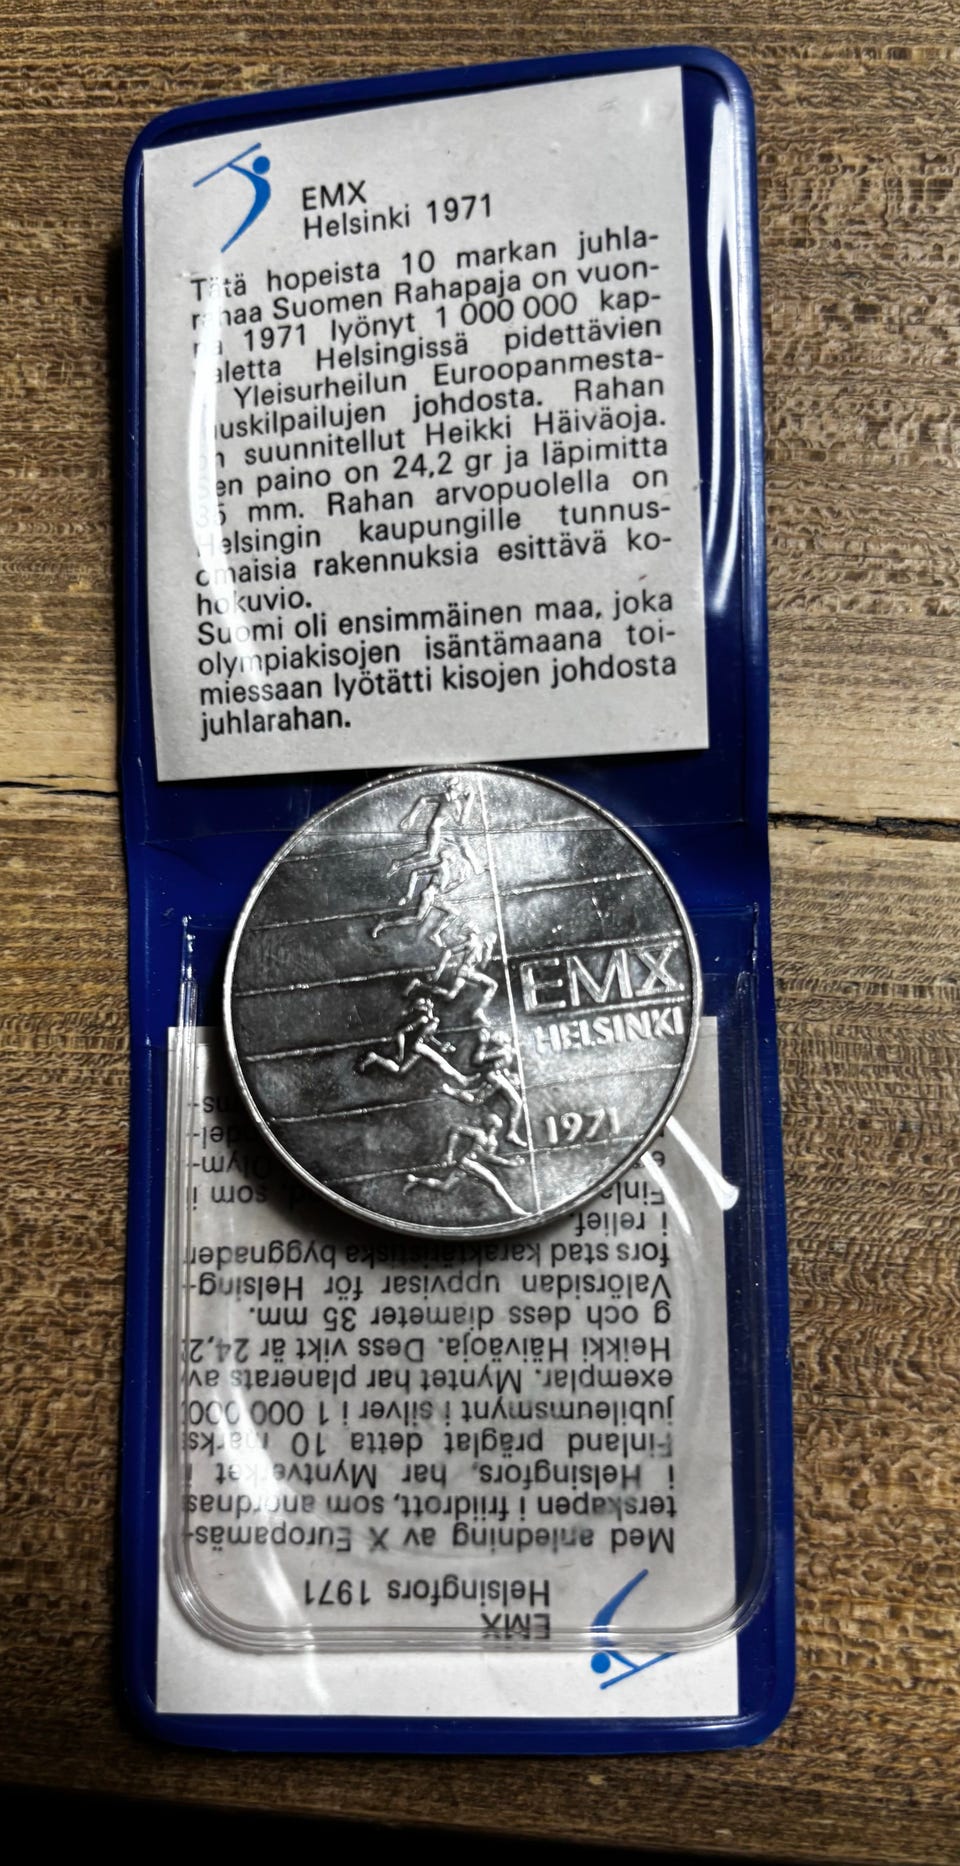 EMX
Helsinki 1971
Tätä hopeista 10 markan juhla-
rahaa Suomen Rahapaja on vuon-
na 1971 lyönyt 1 000 000 kap-
paletta Helsingissä pidettävien
Yleisurheilun Euroopanmesta-
ruuskilpailujen johdosta. Rahan
on suunnitellut Heikki Häiväoja.
Sen paino on 24,2 gr ja läpimitta
35 mm. Rahan arvopuolella on
Helsingin kaupungille tunnus-
omaisia rakennuksia esittävä ko-
hokuvio.
Suomi oli ensimmäinen maa, joka
olympiakisojen isäntämaana toi-
miessaan lyötätti kisojen johdosta
juhlarahan.
EMX
HELSINKI
1971
EMX
Helsingfors 1971
Med anledning av X Europamäs-
terskapen i friidrott, som anordnas
i Helsingfors, har Myntverket i
Finland präglat detta 10 marks
jubileumsmynt i silver i 1 000 000
exemplar. Myntet har planerats av
Heikki Häiväoja. Dess vikt är 24,2
g och dess diameter 35 mm.
Valörsidan uppvisar för Helsing-
fors stad karaktäristiska byggnader
i relief.
som i
Olym-